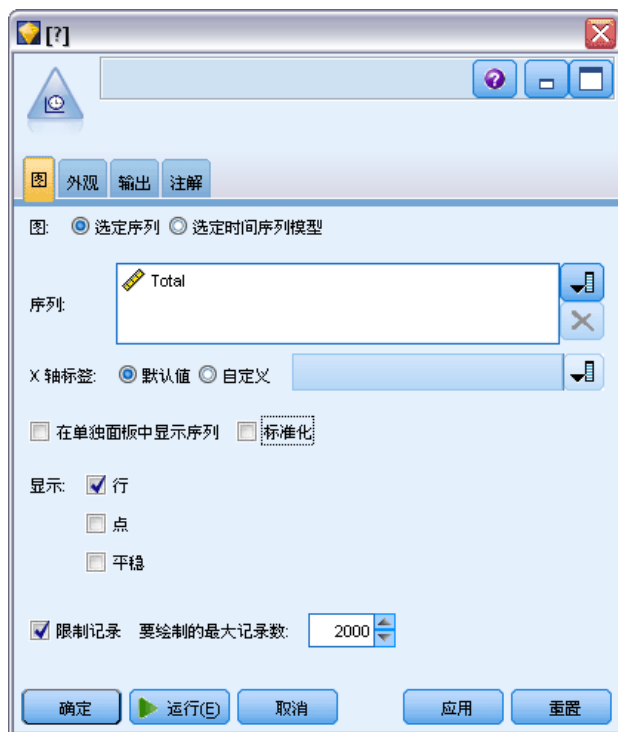 [?]
图 外观 输出 注解
图: 选定序列 选定时间序列模型
序列: Total
X 轴标签: 默认值 自定义
在单独面板中显示序列 标准化
显示: 行
点
平稳
限制记录 要绘制的最大记录数: 2000
确定 运行(E) 取消 应用 重置